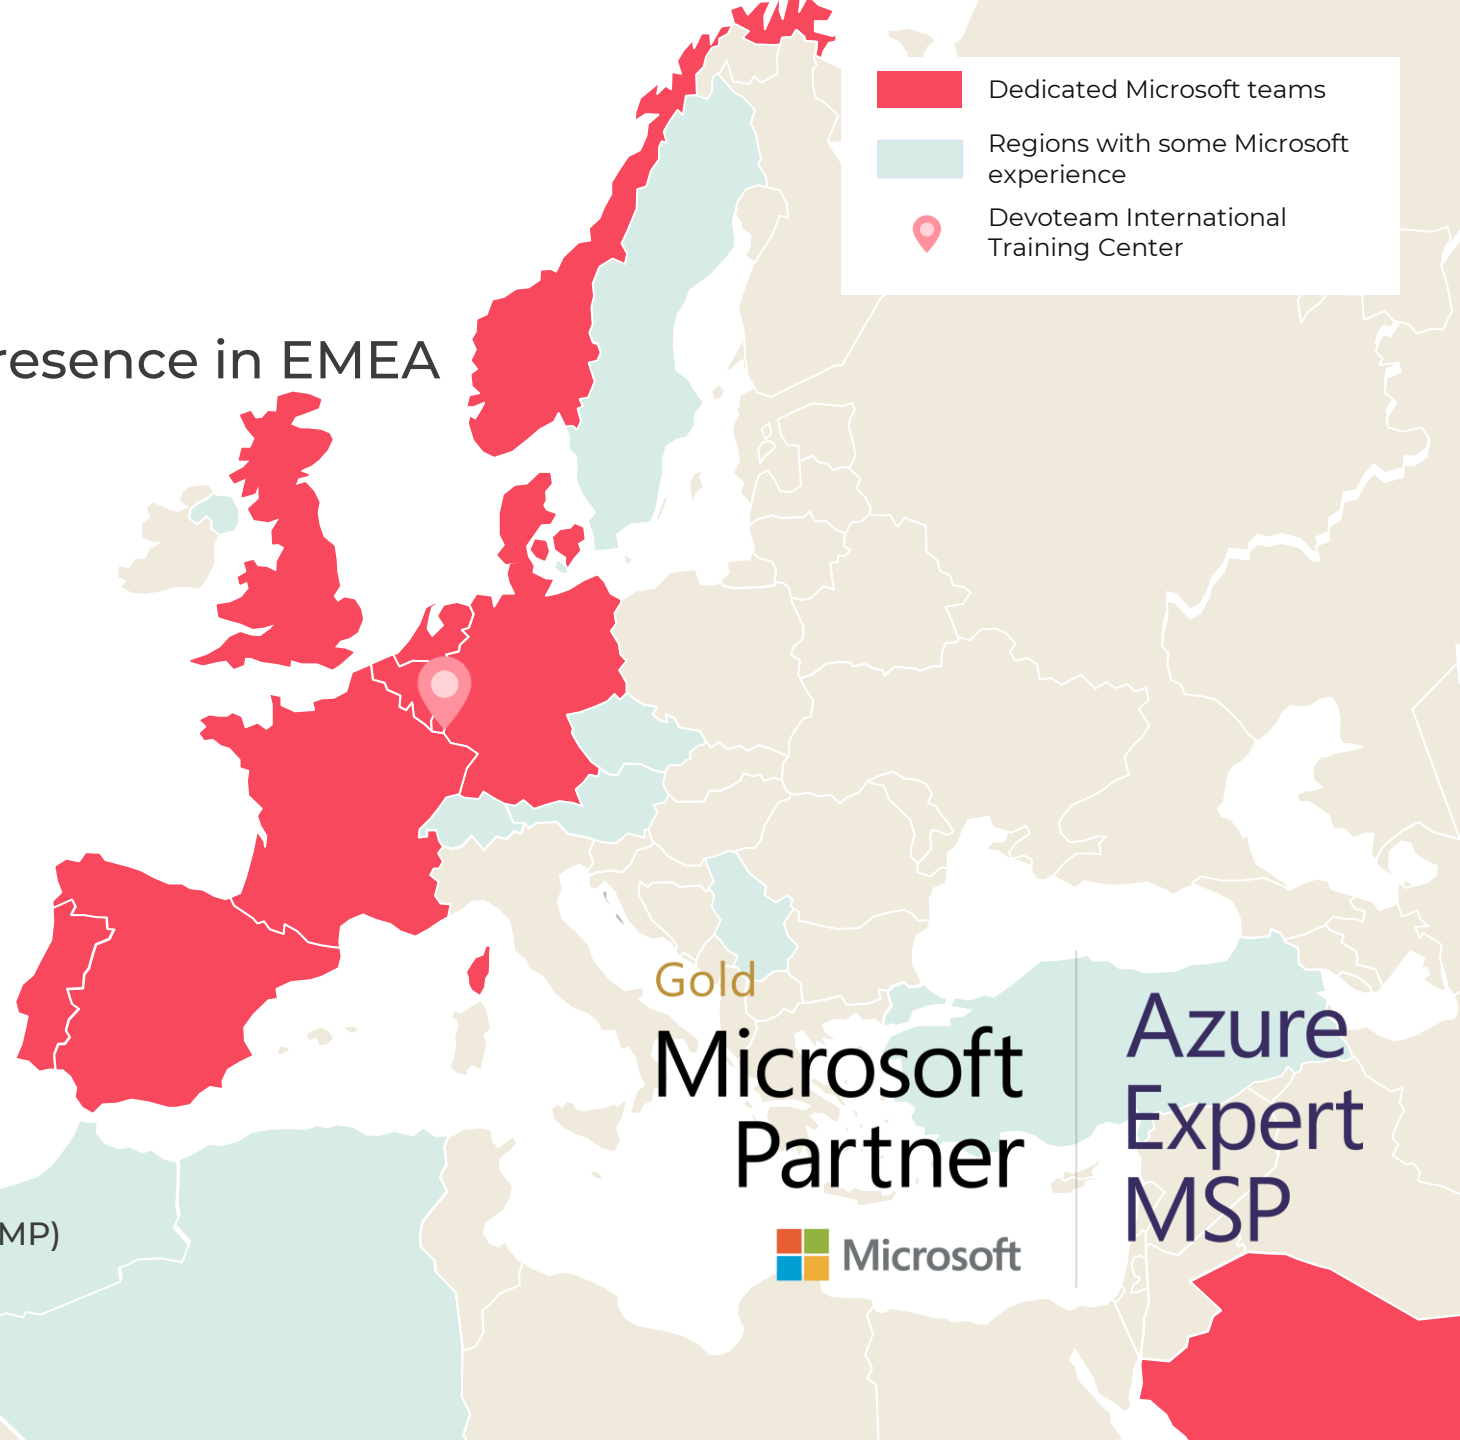 Dedicated Microsoft teams
Regions with some Microsoft
experience
Devoteam International
Training Center
resence in EMEA
Gold
Microsoft
Partner
Microsoft
Azure
Expert
MSP
MP)